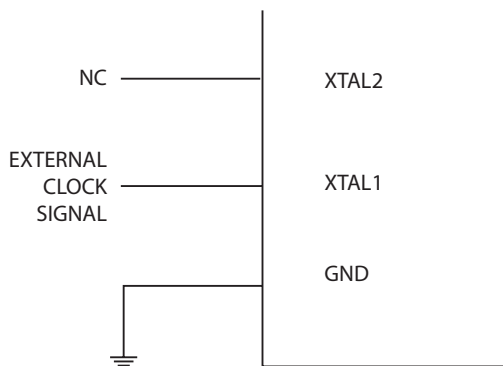 NC
XTAL2
EXTERNAL
CLOCK
SIGNAL
XTAL1
GND